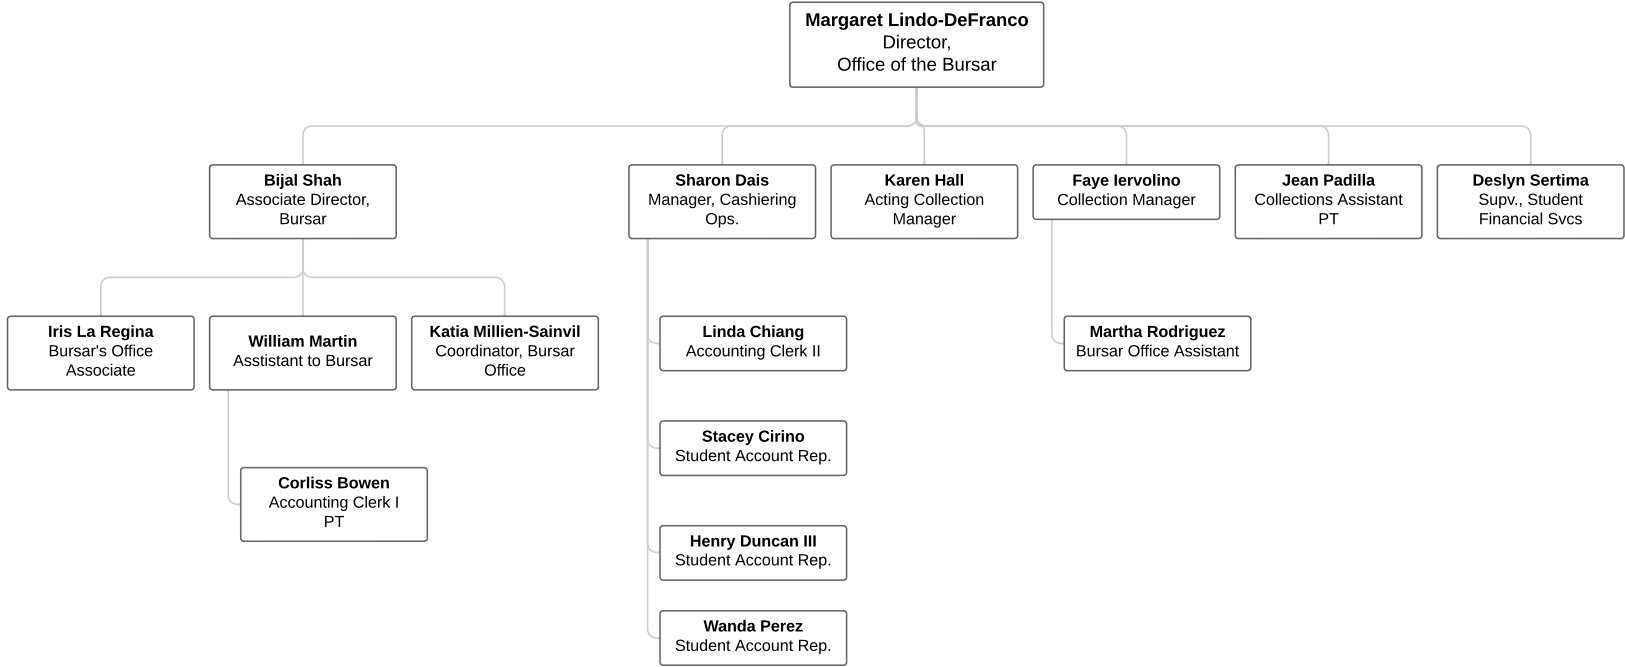 Margaret Lindo-DeFranco
Director,
Office of the Bursar
Bijal Shah
Associate Director,
Bursar
Sharon Dais
Manager, Cashiering
Ops.
Karen Hall
Acting Collection
Manager
Faye Iervolino
Collection Manager
Jean Padilla
Collections Assistant
PT
Deslyn Sertima
Supv., Student
Financial Svcs
Iris La Regina
Bursar's Office
Associate
William Martin
Asstistant to Bursar
Katia Millien-Sainvil
Coordinator, Bursar
Office
Linda Chiang
Accounting Clerk II
Martha Rodriguez
Bursar Office Assistant
Stacey Cirino
Student Account Rep.
Corliss Bowen
Accounting Clerk I
PT
Henry Duncan III
Student Account Rep.
Wanda Perez
Student Account Rep.